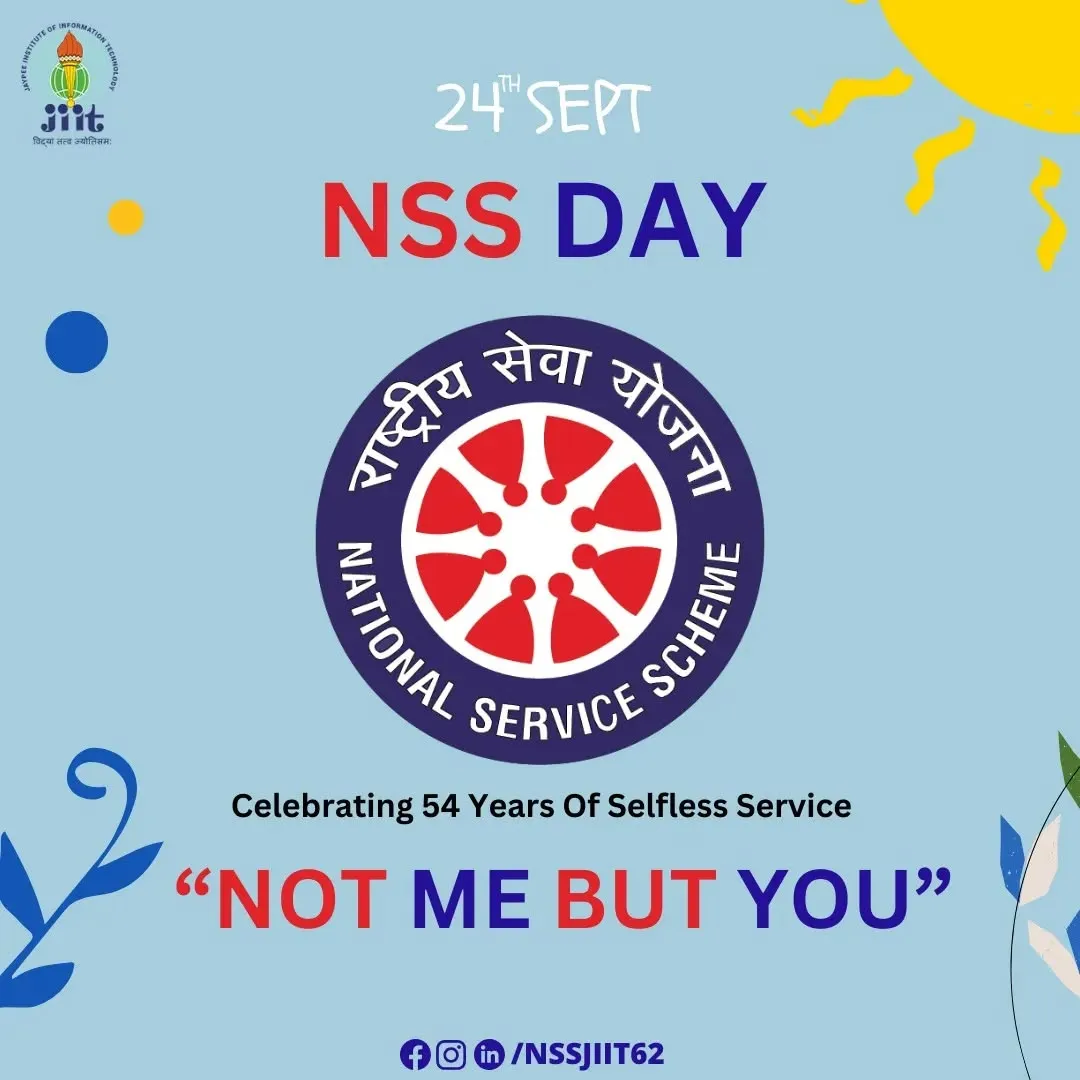 JAYPEE INSTITUTE OF INFORMATION TECHNOLOGY
jiit
विद्या तत्व ज्योतिसमः
24TH SEPT
NSS DAY
राष्ट्रीय सेवा योजना
NATIONAL SERVICE SCHEME
Celebrating 54 Years Of Selfless Service
“NOT ME BUT YOU”
/NSSJIIT62